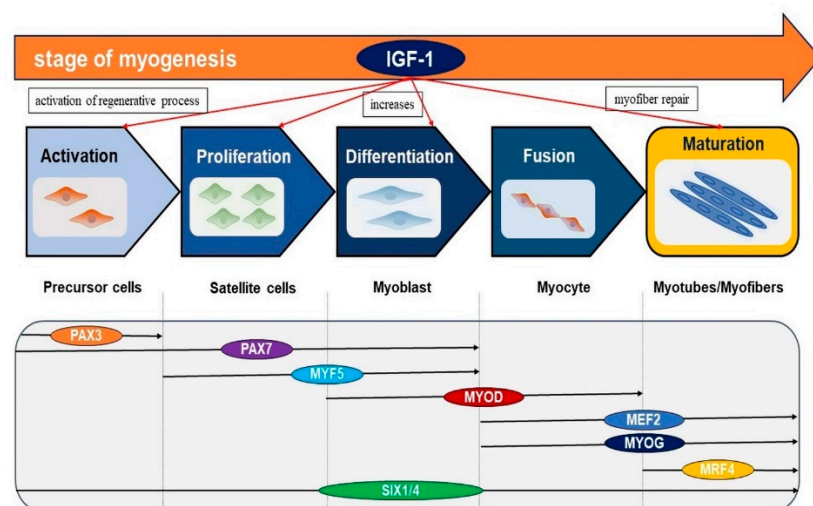 stage of myogenesis
IGF-1
activation of regenerative process
increases
myofiber repair
Activation
Proliferation
Differentiation
Fusion
Maturation
Precursor cells
Satellite cells
Myoblast
Myocyte
Myotubes/Myofibers
PAX3
PAX7
MYF5
MYOD
MEF2
MYOG
MRF4
SIX1/4